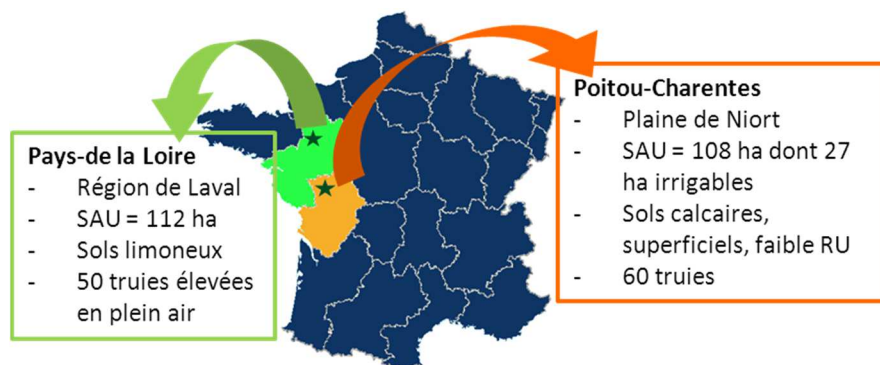 Pays-de la Loire
- Région de Laval
- SAU = 112 ha
- Sols limoneux
- 50 truies élevées
en plein air
Poitou-Charentes
- Plaine de Niort
- SAU = 108 ha dont 27
ha irrigables
- Sols calcaires,
superficiels, faible RU
- 60 truies